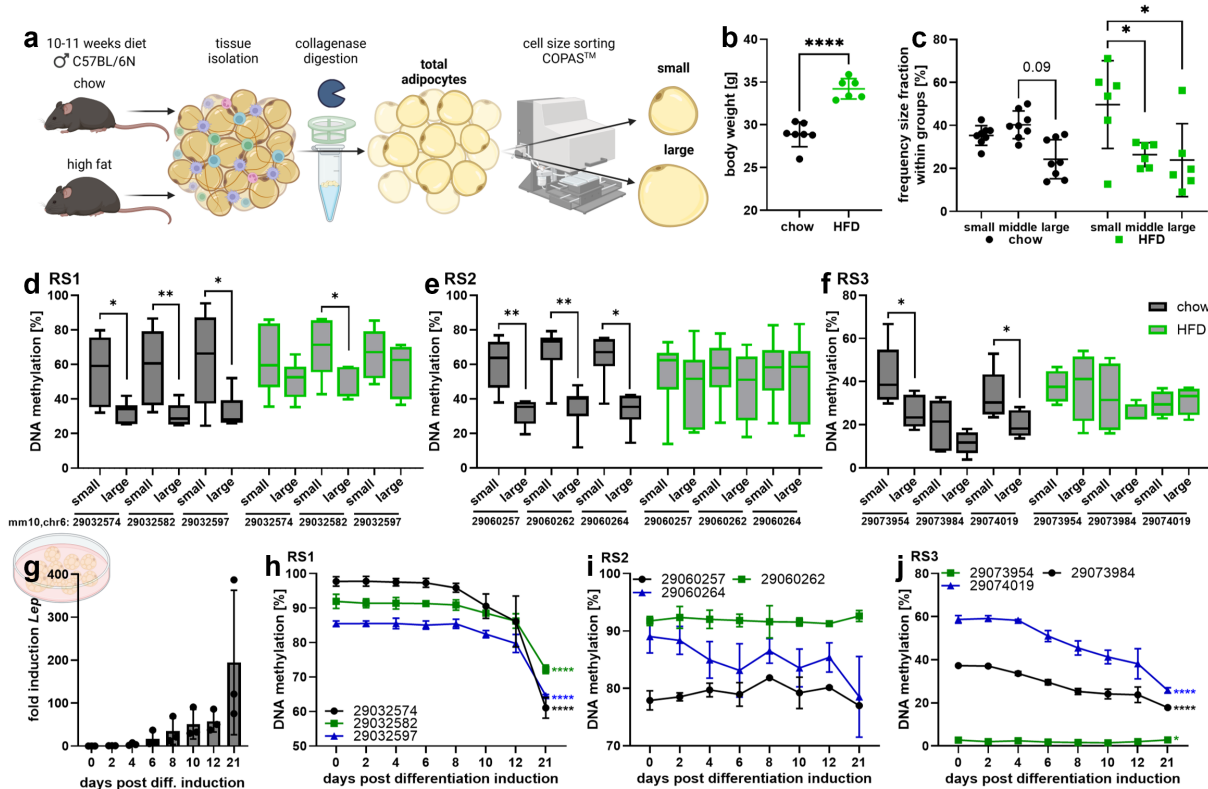 a
10-11 weeks diet
♂ C57BL/6N
chow
high fat
tissue
isolation
collagenase
digestion
total
adipocytes
cell size sorting
COPAS™
small
large
b
****
body weight [g]
40
35
30
25
20
chow HFD
c
*
*
0.09
frequency size fraction
within groups [%]
80
60
40
20
0
small middle large small middle large
chow HFD
d RS1
DNA methylation [%]
100
80
60
40
20
0
* ** * *
small large small large small large small large small large small large
mm10,chr6: 29032574 29032582 29032597 29032574 29032582 29032597
e RS2
DNA methylation [%]
100
80
60
40
20
0
** ** *
small large small large small large small large small large small large
29060257 29060262 29060264 29060257 29060262 29060264
f RS3
DNA methylation [%]
80
60
40
20
0
* *
chow
HFD
small large small large small large small large small large small large
29073954 29073984 29074019 29073954 29073984 29074019
g
fold induction Lep
400
300
200
100
0
0 2 4 6 8 10 12 21
days post diff. induction
h RS1
DNA methylation [%]
100
90
80
70
60
50
29032574
29032582
29032597
****
****
****
0 2 4 6 8 10 12 21
days post differentiation induction
i RS2
DNA methylation [%]
100
90
80
70
29060257 29060262
29060264
0 2 4 6 8 10 12 21
days post differentiation induction
j RS3
DNA methylation [%]
80
60
40
20
0
29073954 29073984
29074019
****
****
*
0 2 4 6 8 10 12 21
days post differentiation induction